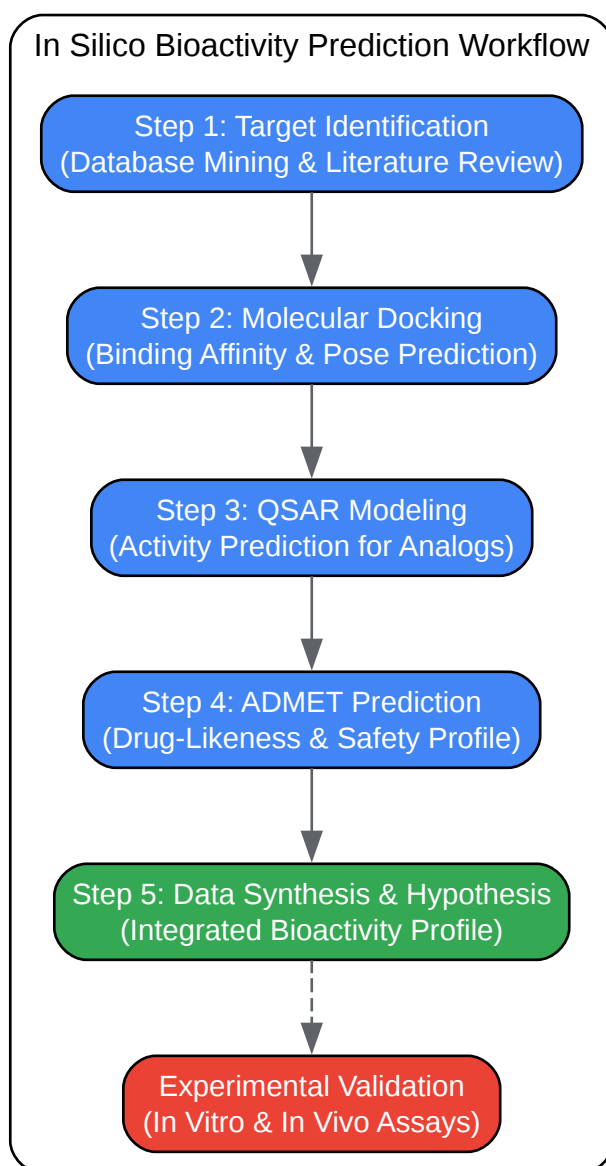 In Silico Bioactivity Prediction Workflow
Step 1: Target Identification
(Database Mining & Literature Review)
Step 2: Molecular Docking
(Binding Affinity & Pose Prediction)
Step 3: QSAR Modeling
(Activity Prediction for Analogs)
Step 4: ADMET Prediction
(Drug-Likeness & Safety Profile)
Step 5: Data Synthesis & Hypothesis
(Integrated Bioactivity Profile)
Experimental Validation
(In Vitro & In Vivo Assays)